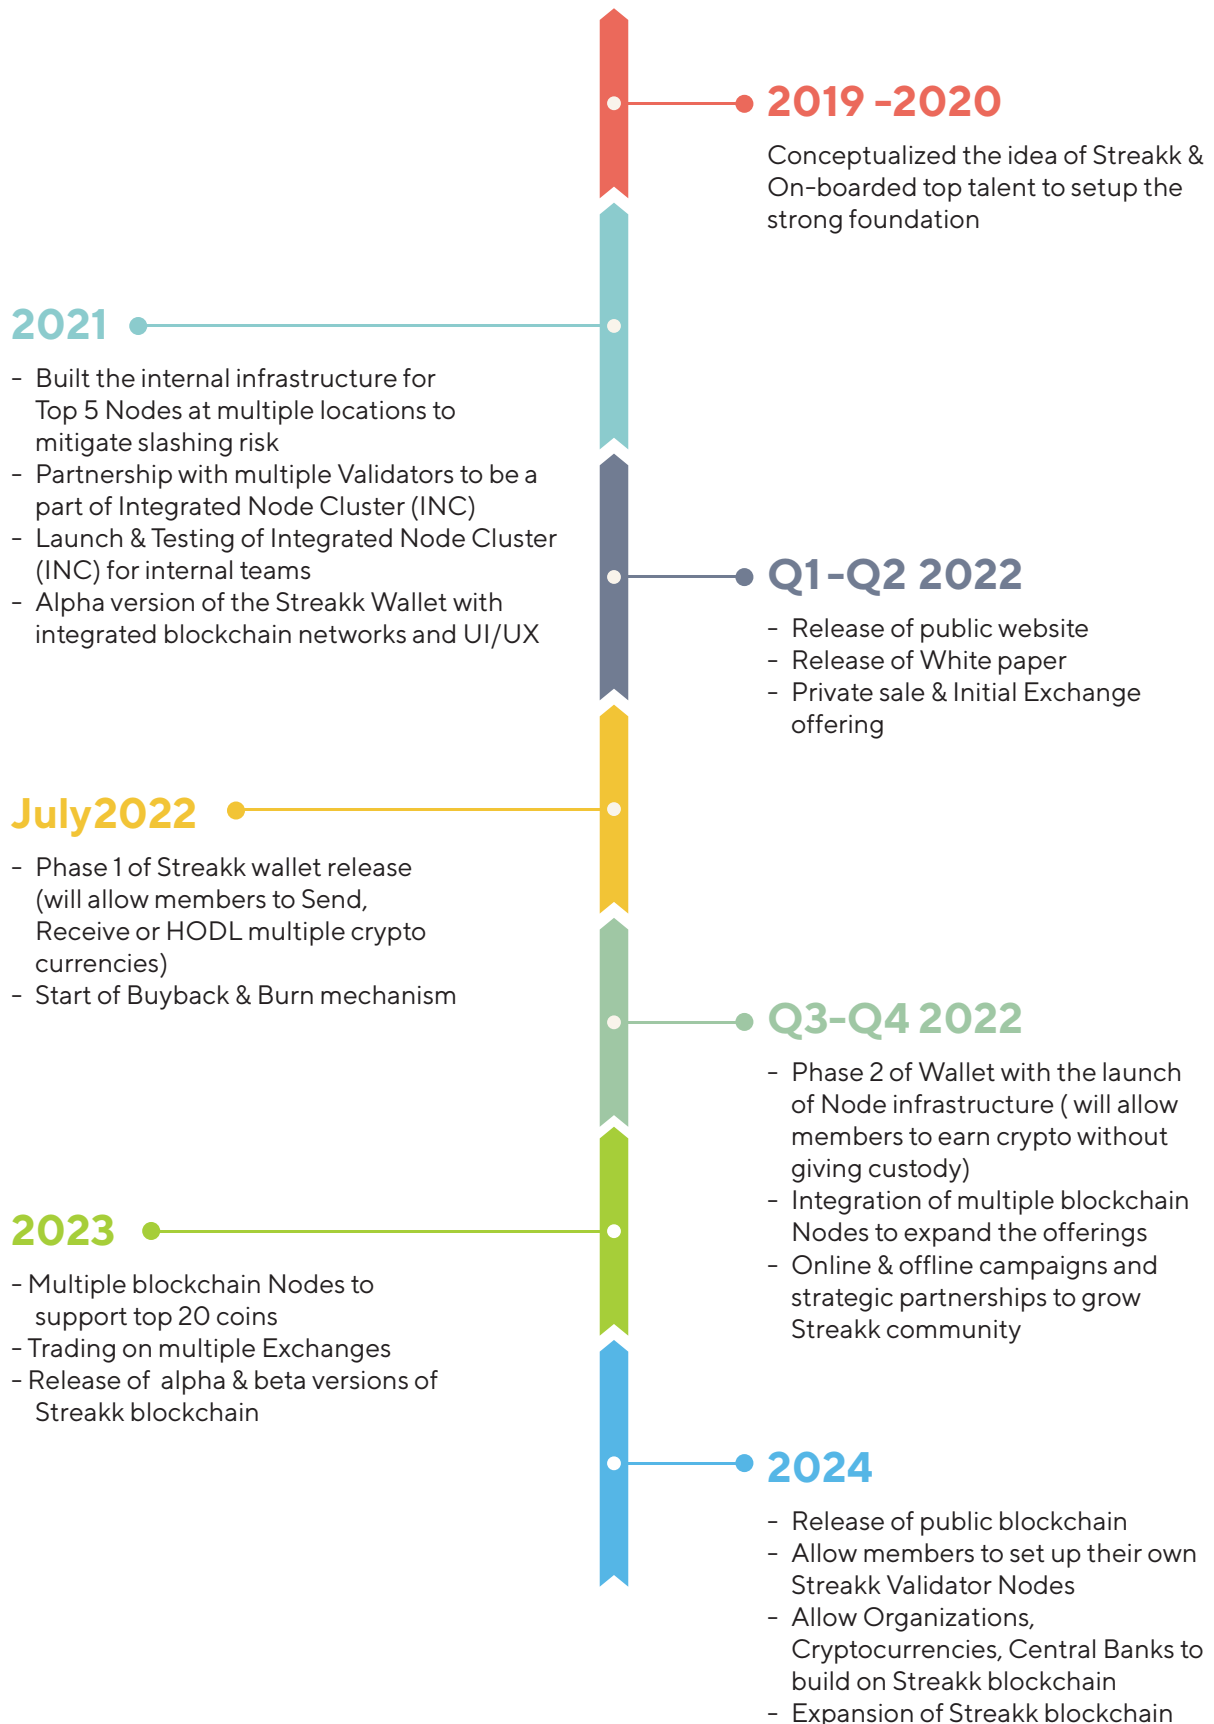 2019 -2020
Conceptualized the idea of Streakk &
On-boarded top talent to setup the
strong foundation
2021
- Built the internal infrastructure for
Top 5 Nodes at multiple locations to
mitigate slashing risk
- Partnership with multiple Validators to be a
part of Integrated Node Cluster (INC)
- Launch & Testing of Integrated Node Cluster
(INC) for internal teams
- Alpha version of the Streakk Wallet with
integrated blockchain networks and UI/UX
Q1-Q2 2022
- Release of public website
- Release of White paper
- Private sale & Initial Exchange
offering
July2022
- Phase 1 of Streakk wallet release
(will allow members to Send,
Receive or HODL multiple crypto
currencies)
- Start of Buyback & Burn mechanism
Q3-Q4 2022
- Phase 2 of Wallet with the launch
of Node infrastructure ( will allow
members to earn crypto without
giving custody)
- Integration of multiple blockchain
Nodes to expand the offerings
- Online & offline campaigns and
strategic partnerships to grow
Streakk community
2023
- Multiple blockchain Nodes to
support top 20 coins
- Trading on multiple Exchanges
- Release of alpha & beta versions of
Streakk blockchain
2024
- Release of public blockchain
- Allow members to set up their own
Streakk Validator Nodes
- Allow Organizations,
Cryptocurrencies, Central Banks to
build on Streakk blockchain
- Expansion of Streakk blockchain